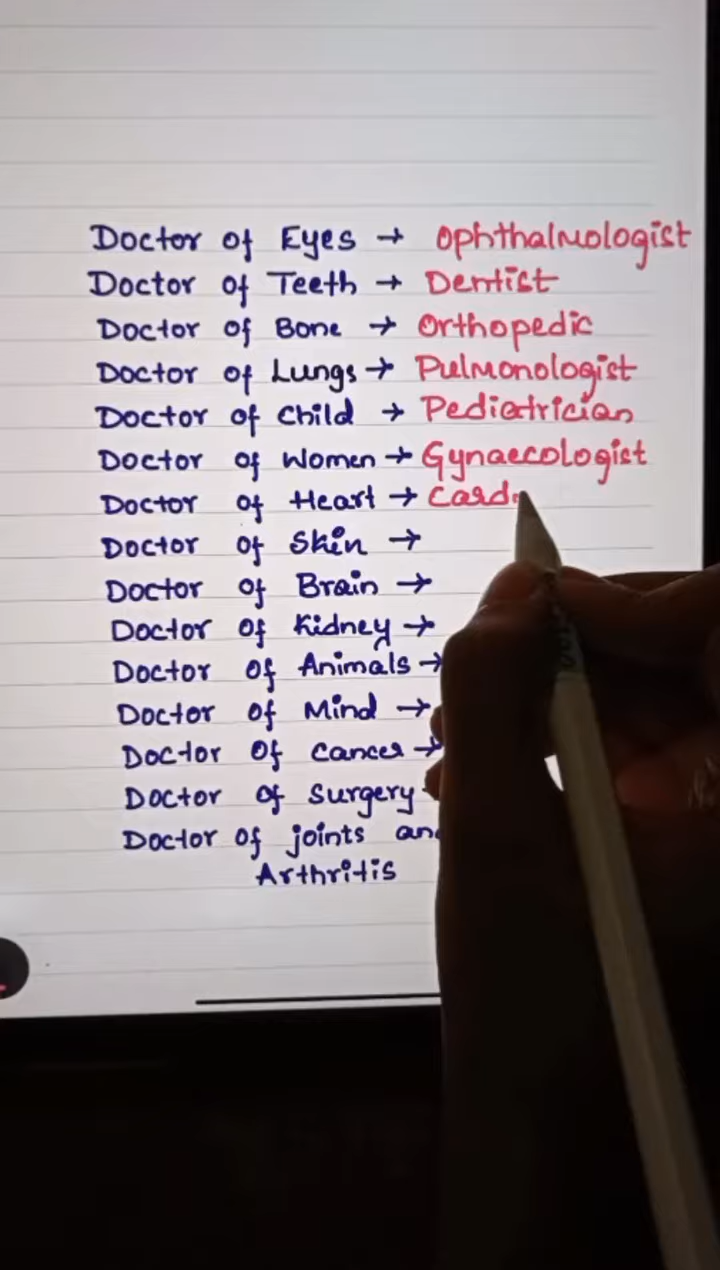 Doctor of Eyes → Ophthalmologist
Doctor of Teeth → Dentist
Doctor of Bone → Orthopedic
Doctor of Lungs → Pulmonologist
Doctor of Child → Pediatrician
Doctor of Women → Gynaecologist
Doctor of Heart → Card
Doctor of Skin →
Doctor of Brain →
Doctor of Kidney →
Doctor of Animals →
Doctor of Mind →
Doctor of Cancer →
Doctor of Surgery
Doctor of joints an
Arthritis